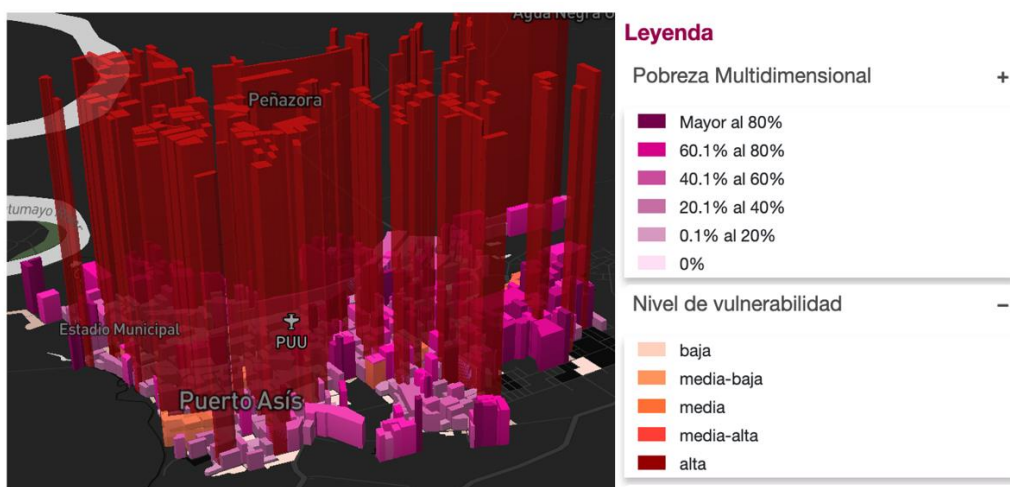 Agua Negra
Peñazora
Estadio Municipal
PUU
Puerto Asís
Leyenda
Pobreza Multidimensional +
Mayor al 80%
60.1% al 80%
40.1% al 60%
20.1% al 40%
0.1% al 20%
0%
Nivel de vulnerabilidad −
baja
media-baja
media
media-alta
alta